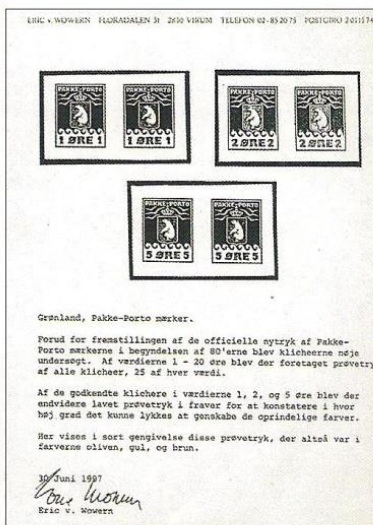 ERIC v. WOWERN FLORADALEN 31 2830 VIRUM TELEFON 02-85 20 75 POSTGIRO 2 0115 74
PAKKE-PORTO PAKKE-PORTO
1 ØRE 1 1 ØRE 1
PAKKE-PORTO PAKKE-PORTO
2 ØRE 2 2 ØRE 2
PAKKE-PORTO PAKKE-PORTO
5 ØRE 5 5 ØRE 5
Grønland, Pakke-Porto mærker.
Forud for fremstillingen af de officielle nytryk af Pakke-
Porto mærkerne i begyndelsen af 80'erne blev klicheerne nøje
undersøgt. Af værdierne 1 - 20 øre blev der foretaget prøvetryk
af alle klicheer, 25 af hver værdi.
Af de godkendte klichere i værdierne 1, 2, og 5 øre blev der
endvidere lavet prøvetryk i fraver for at konstatere i hvor
høj grad det kunne lykkes at genskabe de oprindelige farver.
Her vises i sort gengivelse disse prøvetryk, der altså var i
farverne oliven, gul, og brun.
30 Juni 1987
Eric v. Wowern